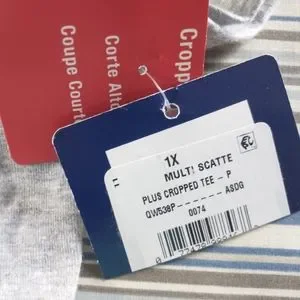 Cropp
Corte Alto
Coupe Court
1X
MULTI SCATTE
PLUS CROPPED TEE - P
QW538P ------ ASDG
0074